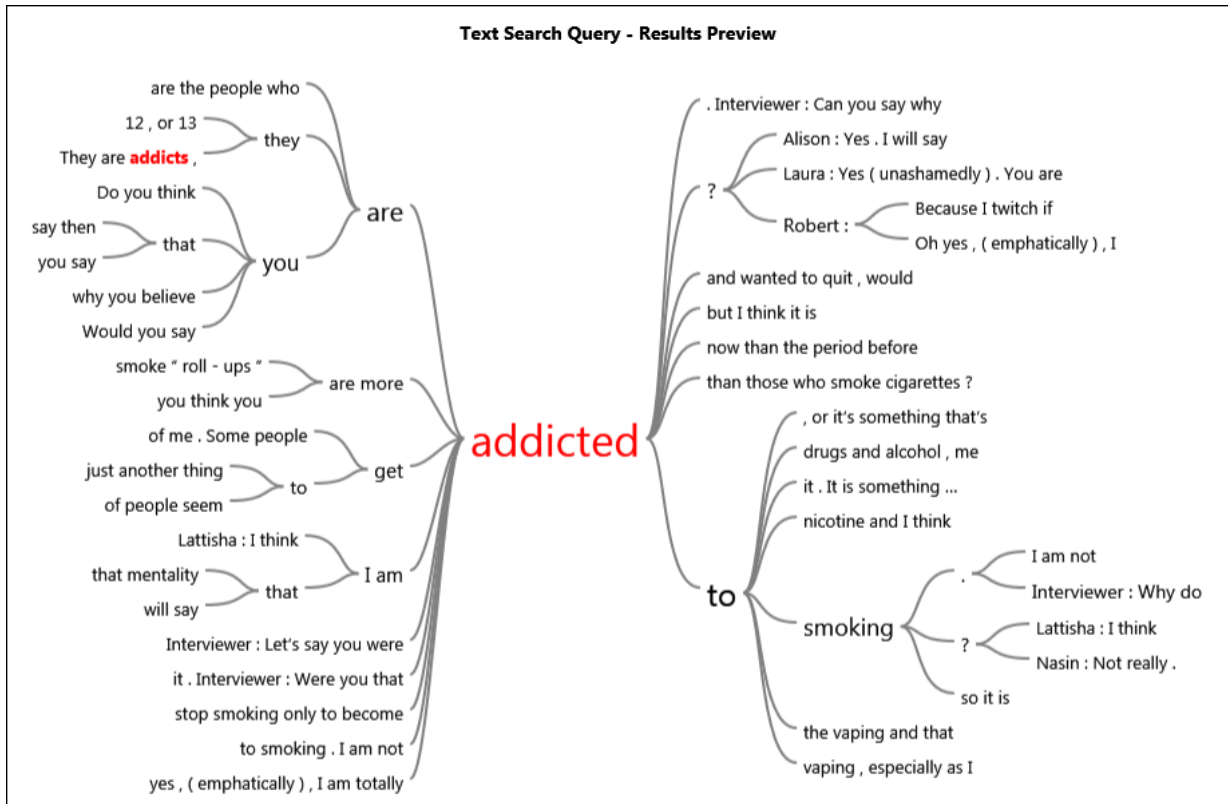 Text Search Query - Results Preview
are the people who
12 , or 13
they
They are addicts ,
Do you think
are
say then
that
you say
you
why you believe
Would you say
smoke “ roll - ups ”
are more
you think you
of me . Some people
get
just another thing
to
of people seem
Lattisha : I think
I am
that mentality
that
will say
Interviewer : Let's say you were
it . Interviewer : Were you that
stop smoking only to become
to smoking . I am not
yes , ( emphatically ) , I am totally
addicted
. Interviewer : Can you say why
?
Alison : Yes . I will say
Laura : Yes ( unashamedly ) . You are
Robert :
Because I twitch if
Oh yes , ( emphatically ) , I
and wanted to quit , would
but I think it is
now than the period before
than those who smoke cigarettes ?
to
, or it's something that's
drugs and alcohol , me
it . It is something ...
nicotine and I think
smoking
.
I am not
Interviewer : Why do
?
Lattisha : I think
Nasin : Not really .
so it is
the vaping and that
vaping , especially as I